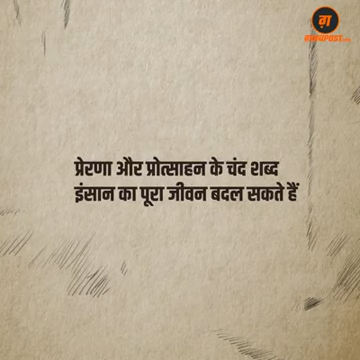 ग़
प्रेरणा और प्रोत्साहन के चंद शब्द
इंसान का पूरा जीवन बदल सकते हैं